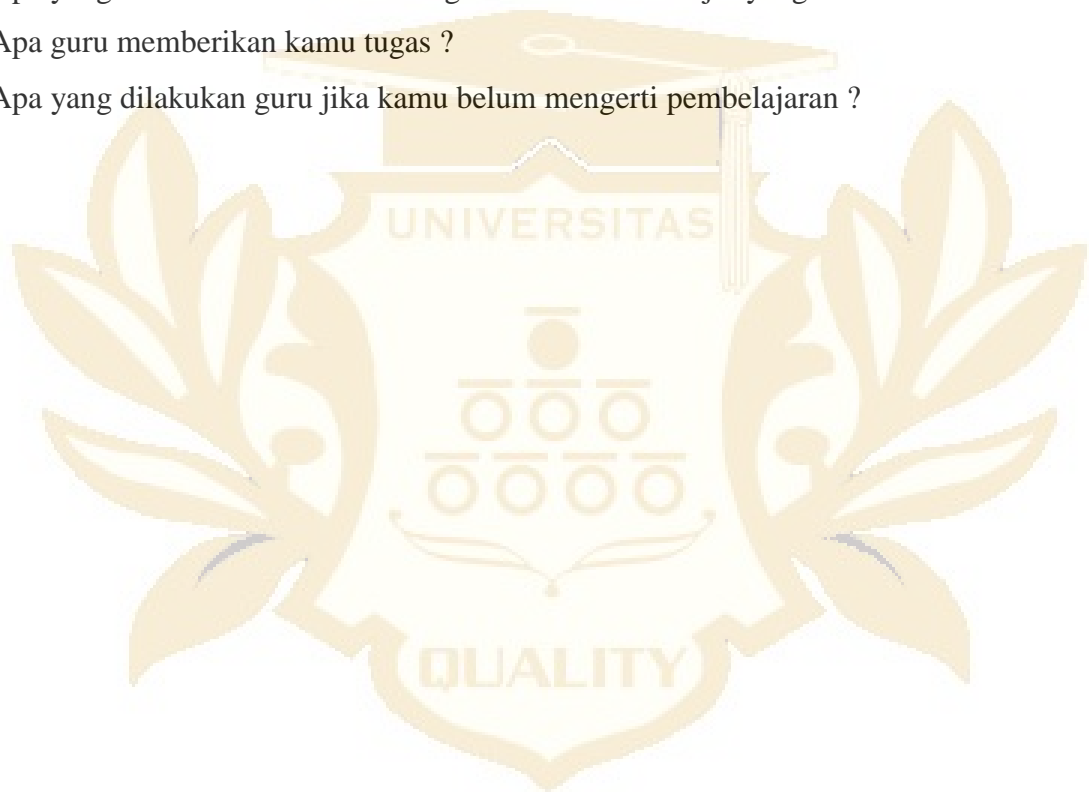 Apa guru memberikan kamu tugas ?
Apa yang dilakukan guru jika kamu belum mengerti pembelajaran ?
UNIVERSITAS
QUALITY